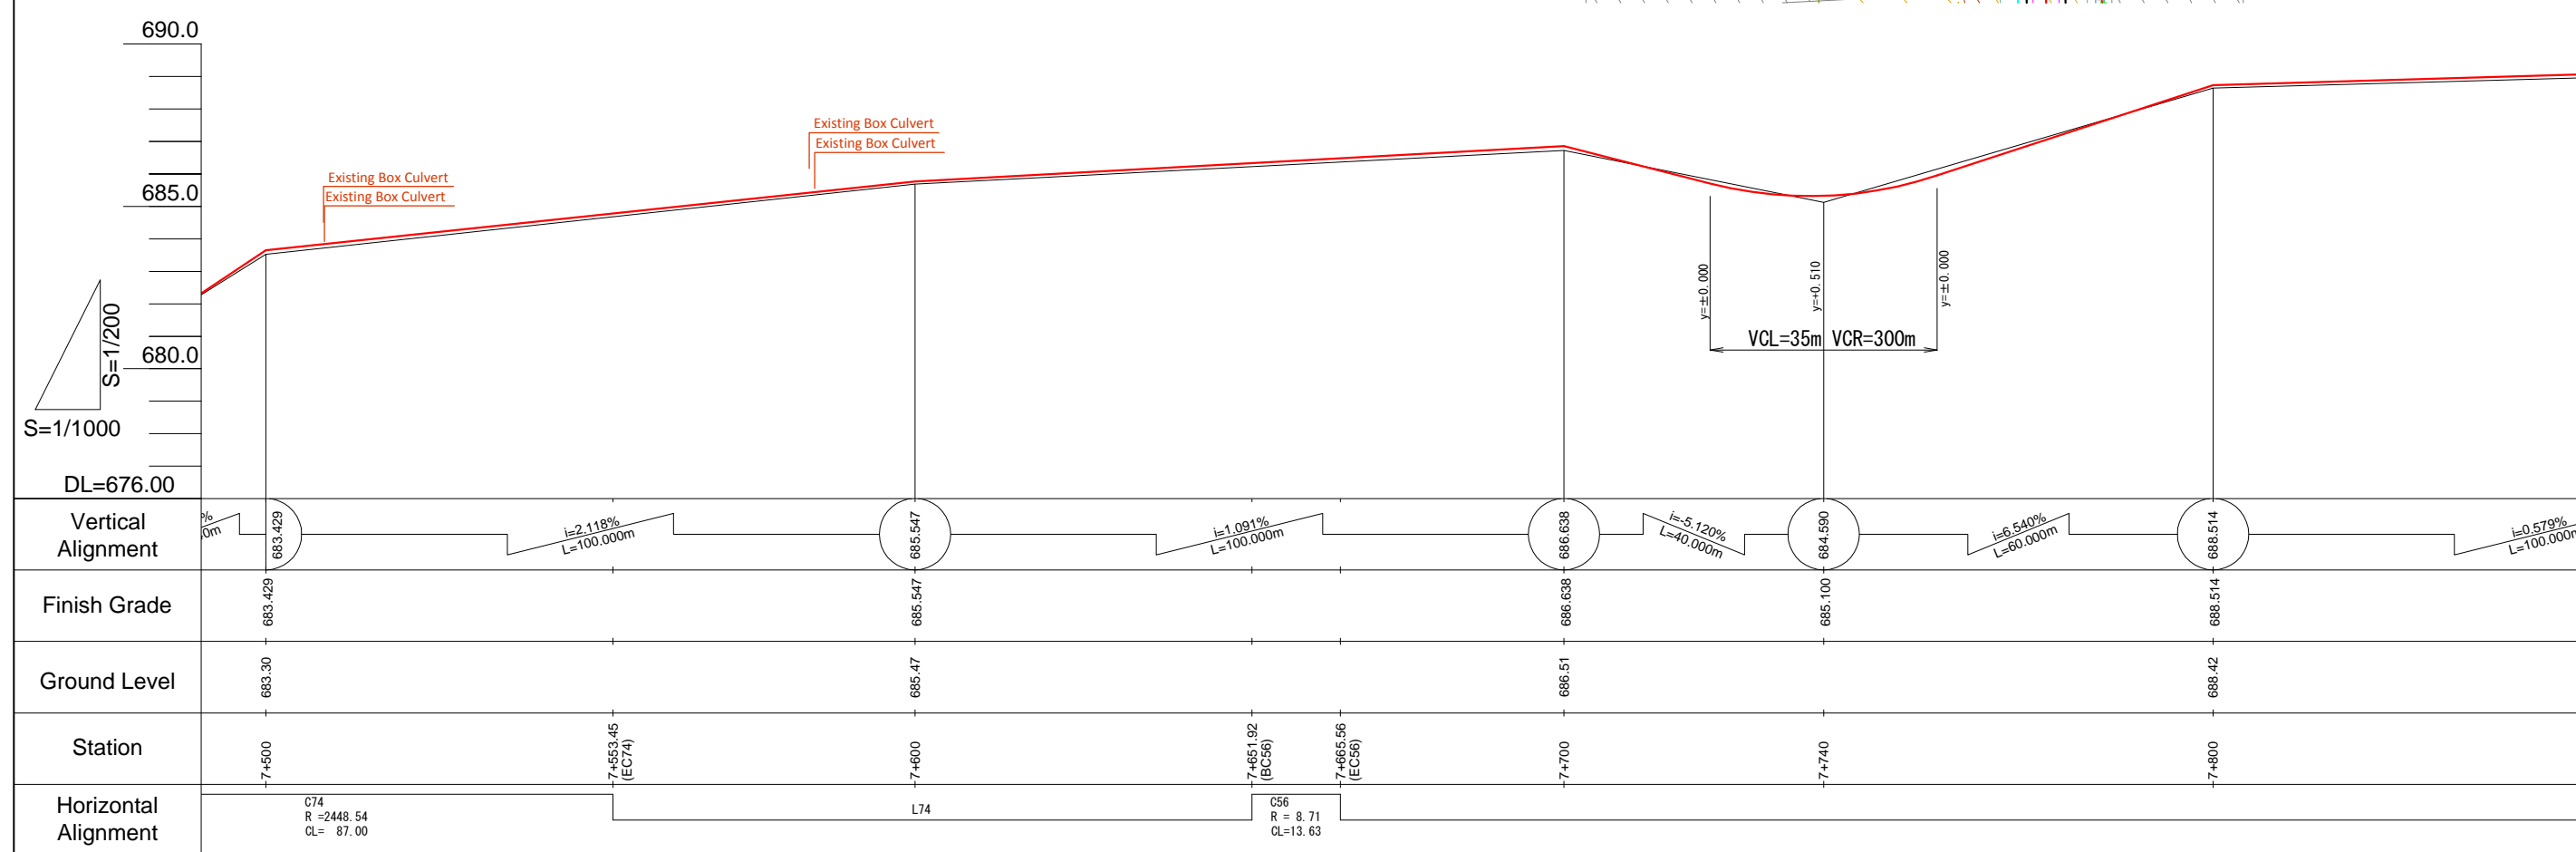 690.0
685.0
680.0
DL=676.00
S=1/200
S=1/1000
Existing Box Culvert
Existing Box Culvert
Existing Box Culvert
Existing Box Culvert
y=±0.000
y=+0.510
y=±0.000
VCL=35m VCR=300m
Vertical
Alignment
%
0m
683.429
i=2.118%
L=100.000m
685.547
i=1.091%
L=100.000m
686.638
i=-5.120%
L=40.000m
684.590
i=6.540%
L=60.000m
688.514
i=0.579%
L=100.000m
Finish Grade
683.429
685.547
686.638
685.100
688.514
Ground Level
683.30
685.47
686.51
688.42
Station
7+500
7+553.45
(EC74)
7+600
7+651.92
(BC56)
7+665.56
(EC56)
7+700
7+740
7+800
Horizontal
Alignment
C74
R =2448.54
CL= 87.00
L74
C56
R = 8.71
CL=13.63